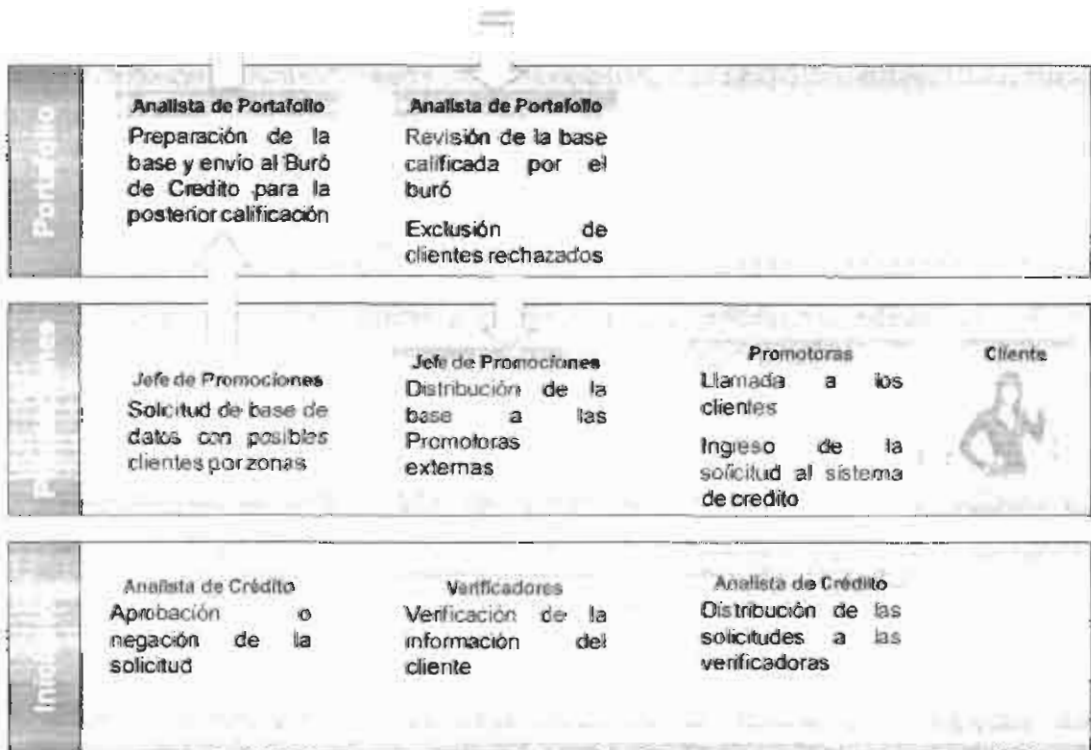 Portafolio
Analista de Portafolio
Preparación de la
base y envío al Buró
de Credito para la
posterior calificación
Analista de Portafolio
Revisión de la base
calificada por el
buró
Exclusión de
clientes rechazados
Jefe de Promociones
Solicitud de base de
datos con posibles
clientes por zonas
Jefe de Promociones
Distribución de la
base a las
Promotoras
externas
Promotoras
Llamada a los
clientes
Ingreso de la
solicitud al sistema
de credito
Cliente
Analista de Crédito
Aprobación o
negación de la
solicitud
Verificadores
Verificación de la
información del
cliente
Analista de Crédito
Distribución de las
solicitudes a las
verificadoras